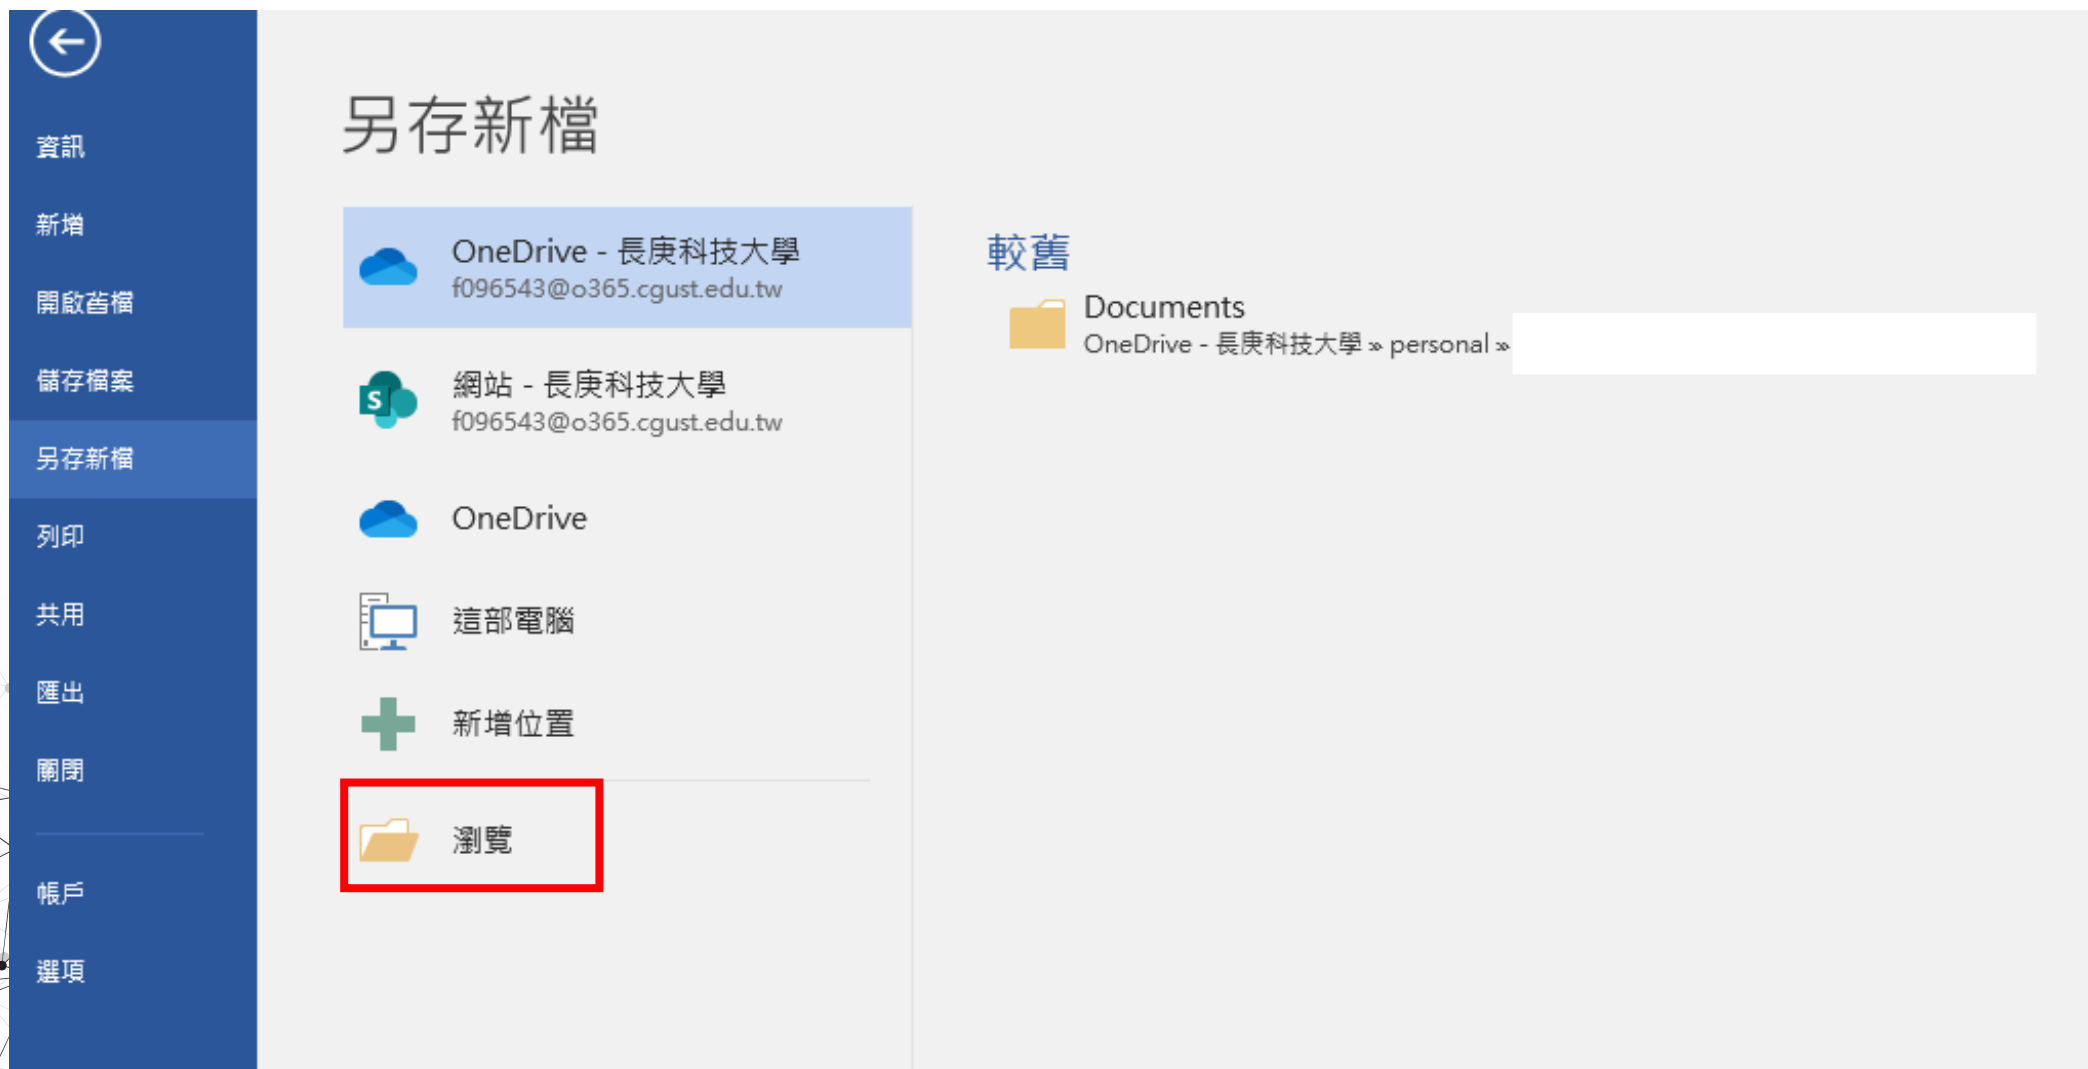 資訊
新增
開啟舊檔
儲存檔案
另存新檔
列印
共用
匯出
關閉
帳戶
選項
另存新檔
OneDrive - 長庚科技大學
f096543@o365.cgust.edu.tw
網站 - 長庚科技大學
f096543@o365.cgust.edu.tw
OneDrive
這部電腦
新增位置
瀏覽
較舊
Documents
OneDrive - 長庚科技大學 » personal »